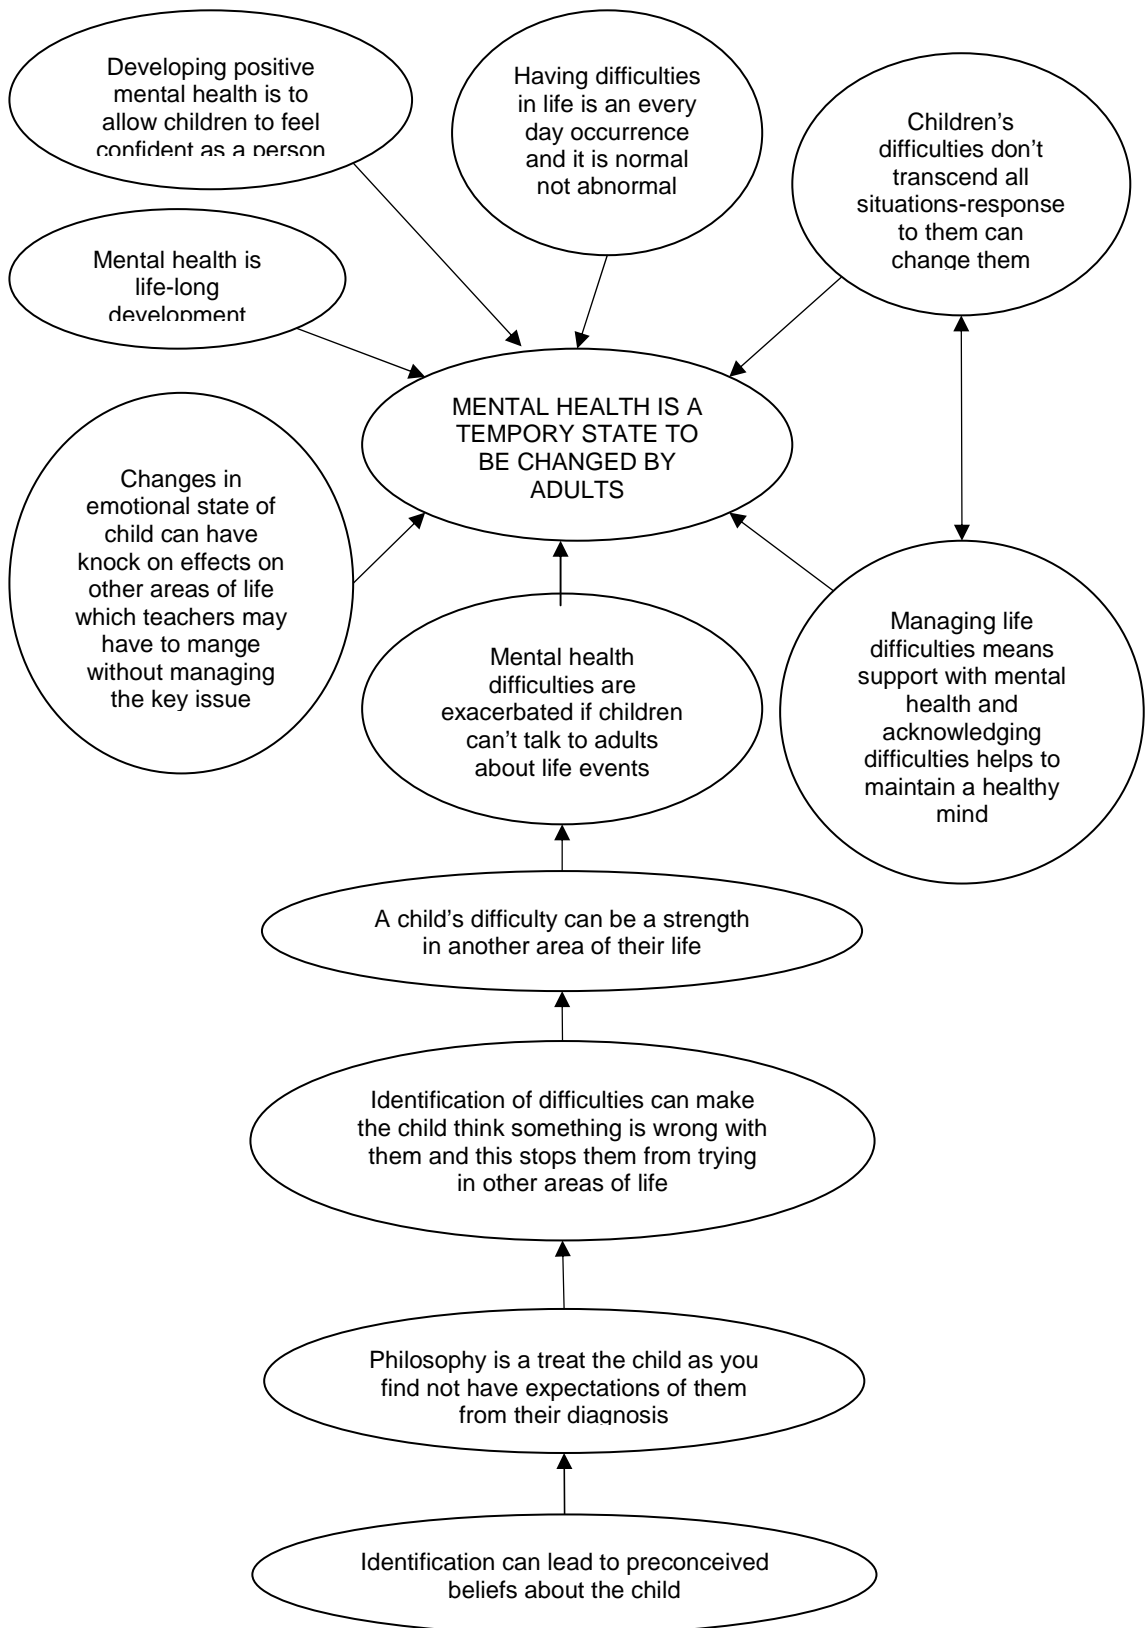 Developing positive
mental health is to
allow children to feel
confident as a person
Having difficulties
in life is an every
day occurrence
and it is normal
not abnormal
Children’s
difficulties don’t
transcend all
situations-response
to them can
change them
Mental health is
life-long
development
MENTAL HEALTH IS A
TEMPORY STATE TO
BE CHANGED BY
ADULTS
Changes in
emotional state of
child can have
knock on effects on
other areas of life
which teachers may
have to mange
without managing
the key issue
Mental health
difficulties are
exacerbated if children
can’t talk to adults
about life events
Managing life
difficulties means
support with mental
health and
acknowledging
difficulties helps to
maintain a healthy
mind
A child’s difficulty can be a strength
in another area of their life
Identification of difficulties can make
the child think something is wrong with
them and this stops them from trying
in other areas of life
Philosophy is a treat the child as you
find not have expectations of them
from their diagnosis
Identification can lead to preconceived
beliefs about the child